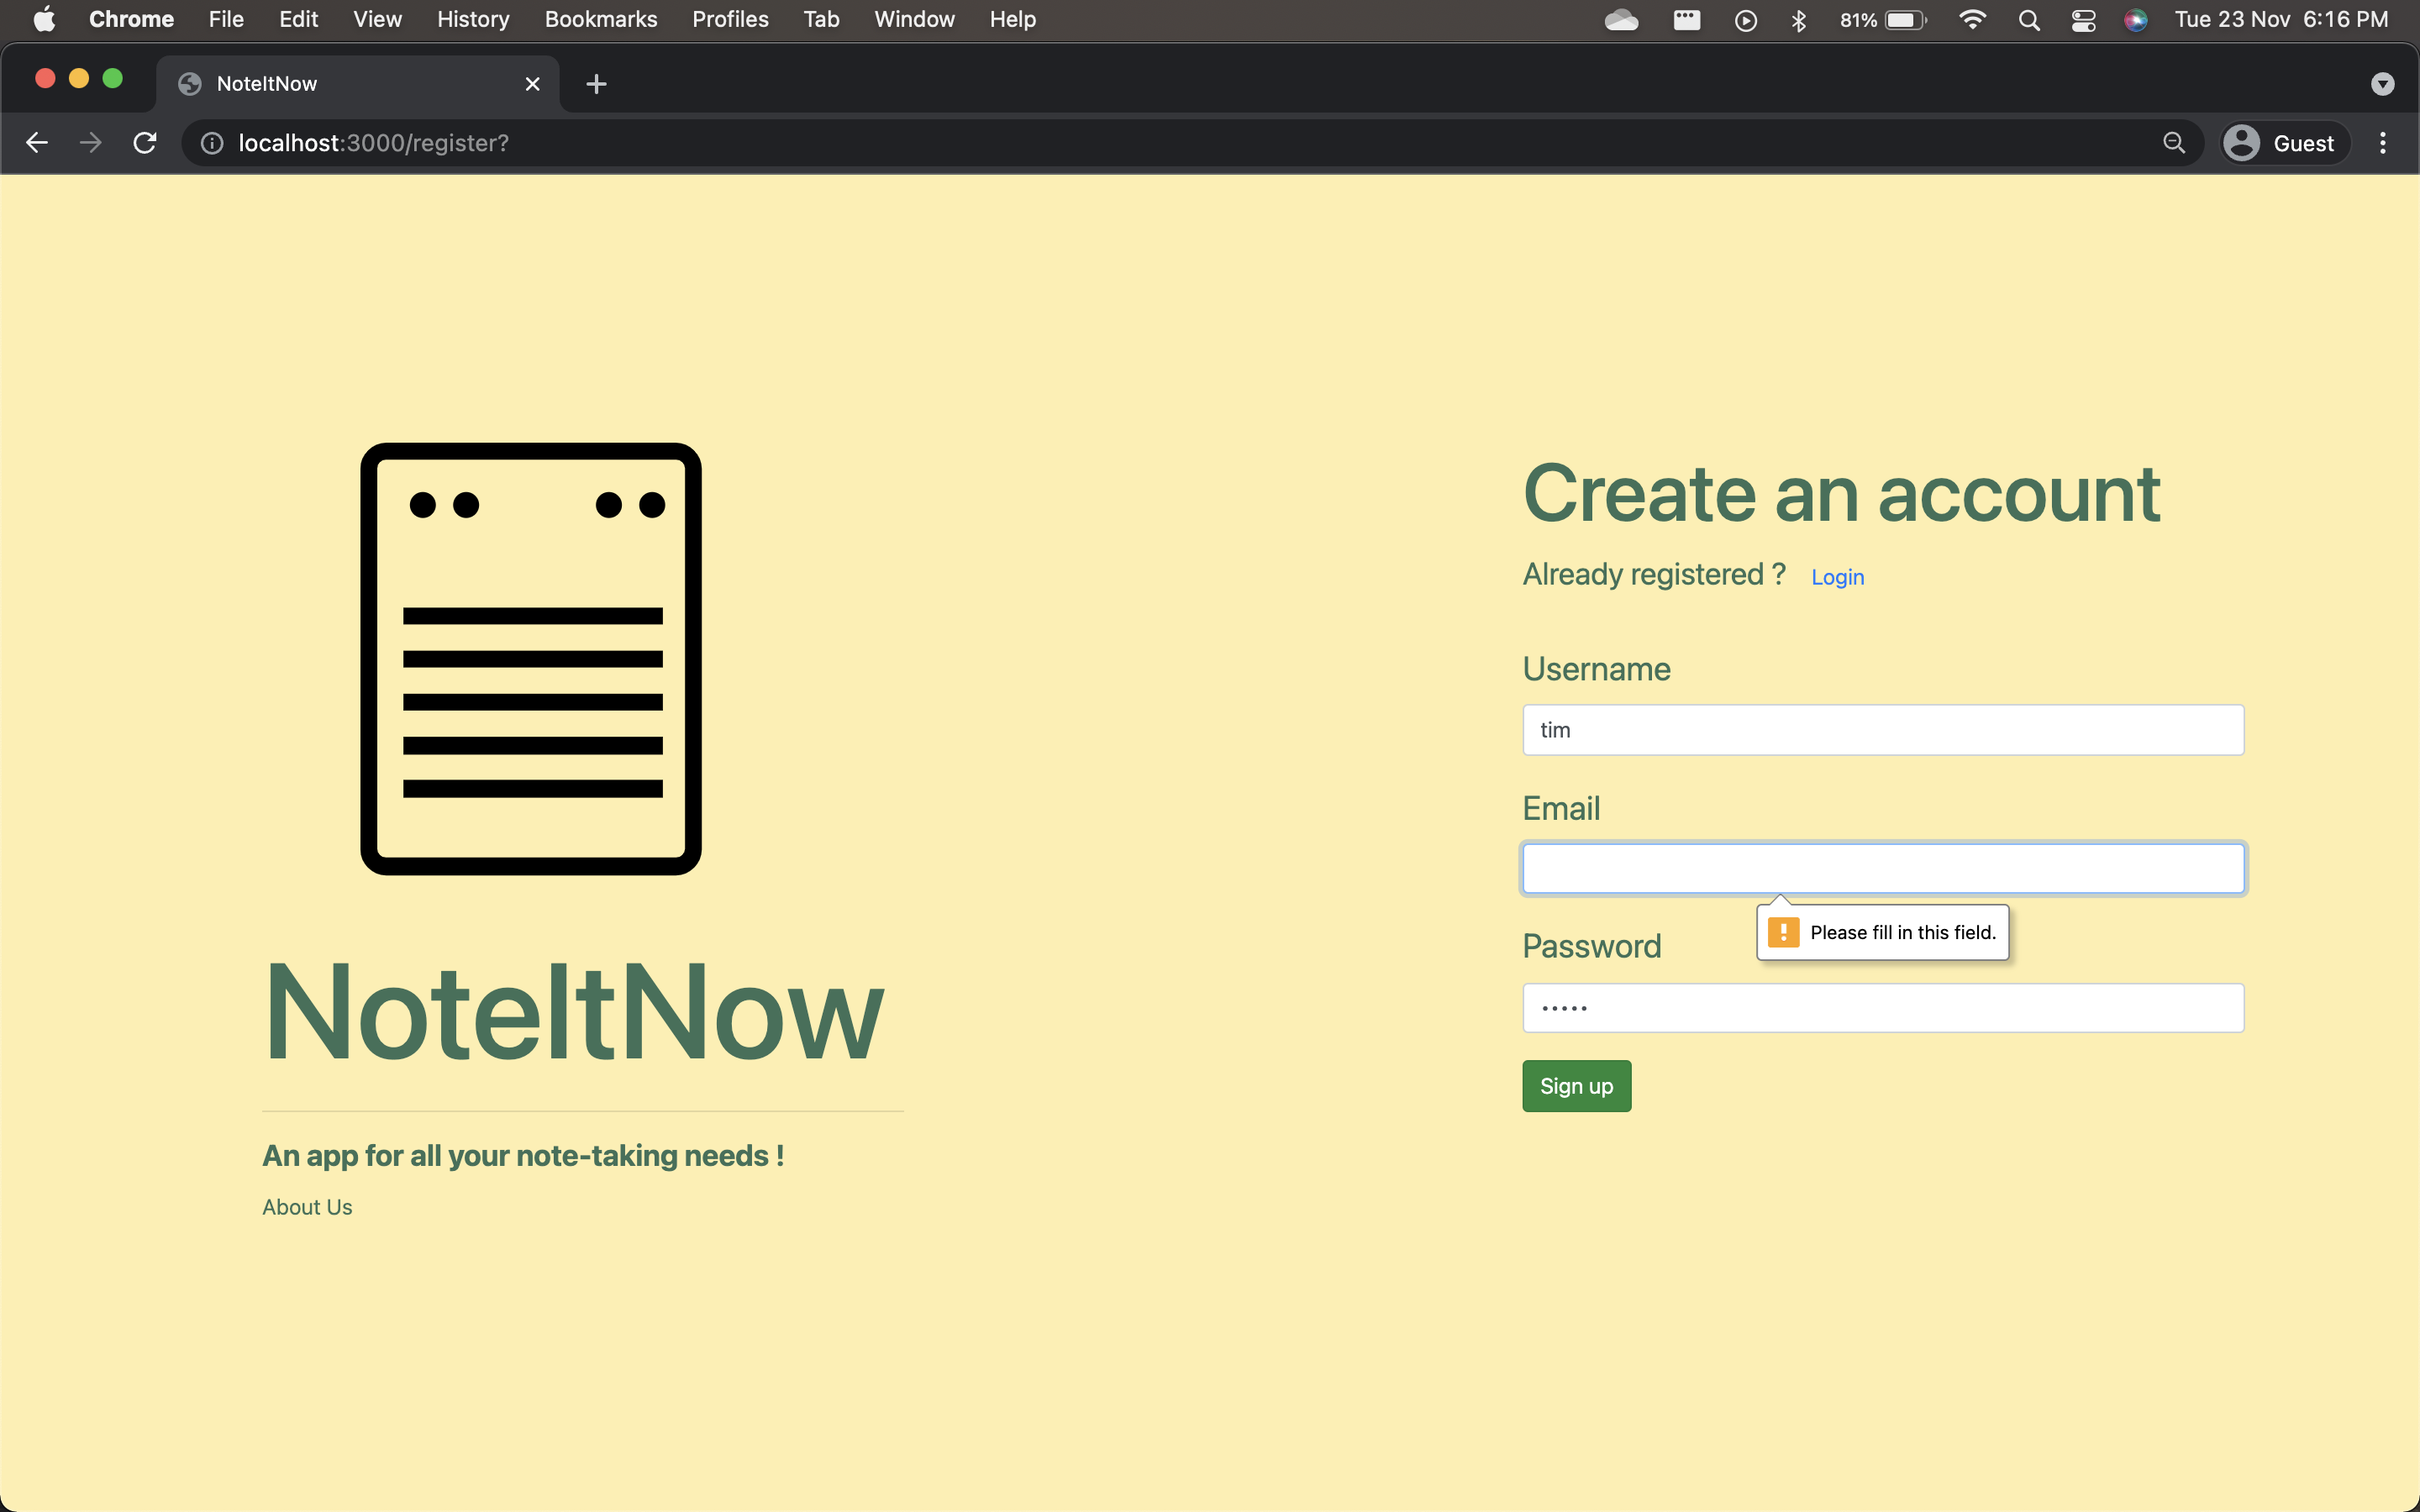 Chrome File Edit View History Bookmarks Profiles Tab Window Help 81% Tue 23 Nov 6:16 PM
NoteItNow
localhost:3000/register? Guest
NoteItNow
An app for all your note-taking needs !
About Us
Create an account
Already registered ? Login
Username
tim
Email
Please fill in this field.
Password
•••••
Sign up